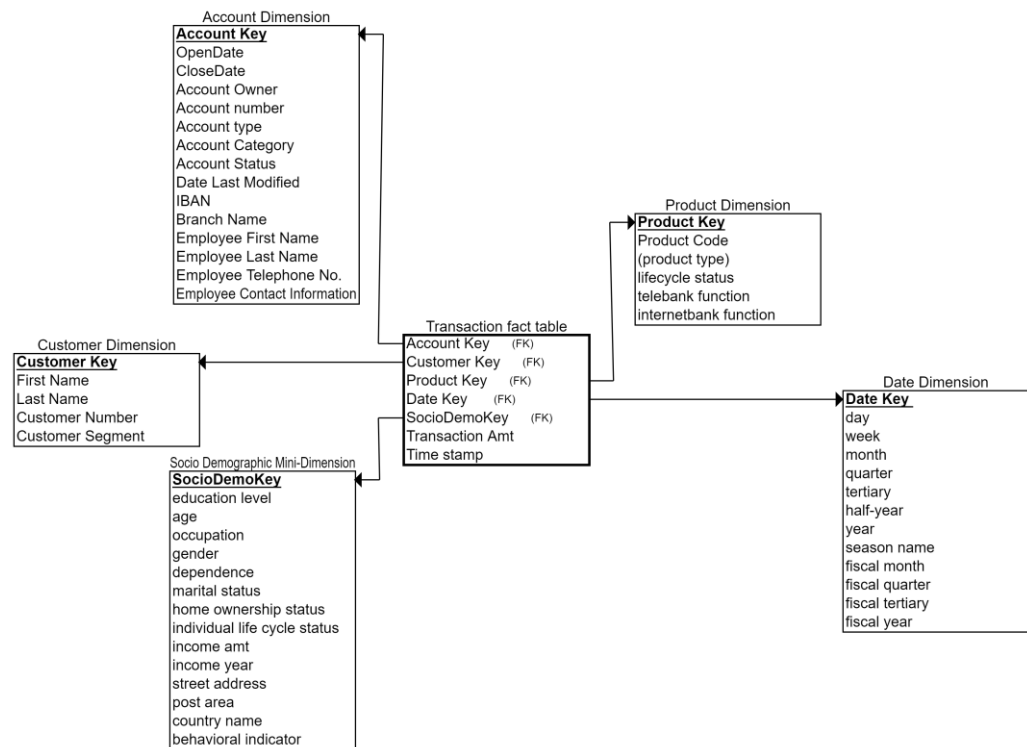 Account Dimension
Account Key
OpenDate
CloseDate
Account Owner
Account number
Account type
Account Category
Account Status
Date Last Modified
IBAN
Branch Name
Employee First Name
Employee Last Name
Employee Telephone No.
Employee Contact Information
Product Dimension
Product Key
Product Code
(product type)
lifecycle status
telebank function
internetbank function
Transaction fact table
Account Key (FK)
Customer Key (FK)
Product Key (FK)
Date Key (FK)
SocioDemoKey (FK)
Transaction Amt
Time stamp
Customer Dimension
Customer Key
First Name
Last Name
Customer Number
Customer Segment
Date Dimension
Date Key
day
week
month
quarter
tertiary
half-year
year
season name
fiscal month
fiscal quarter
fiscal tertiary
fiscal year
Socio Demographic Mini-Dimension
SocioDemoKey
education level
age
occupation
gender
dependence
marital status
home ownership status
individual life cycle status
income amt
income year
street address
post area
country name
behavioral indicator